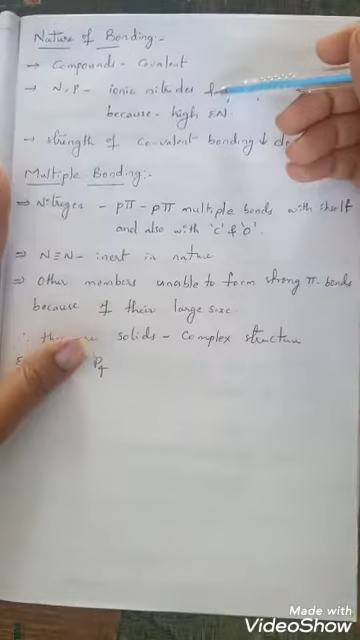 Nature of Bonding:-
→ Compounds - Covalent
→ N, P - ionic nitrides
because - high EN.
→ strength of convalent bonding ↓
Multiple Bonding:-
⇒ Nitrogen - pπ - pπ multiple bonds with itself
and also with 'C' & 'O'.
⇒ N≡N - inert in nature
⇒ Other members unable to form strong π-bonds
because of their large size.
solids - Complex structure
P4
Made with
VideoShow